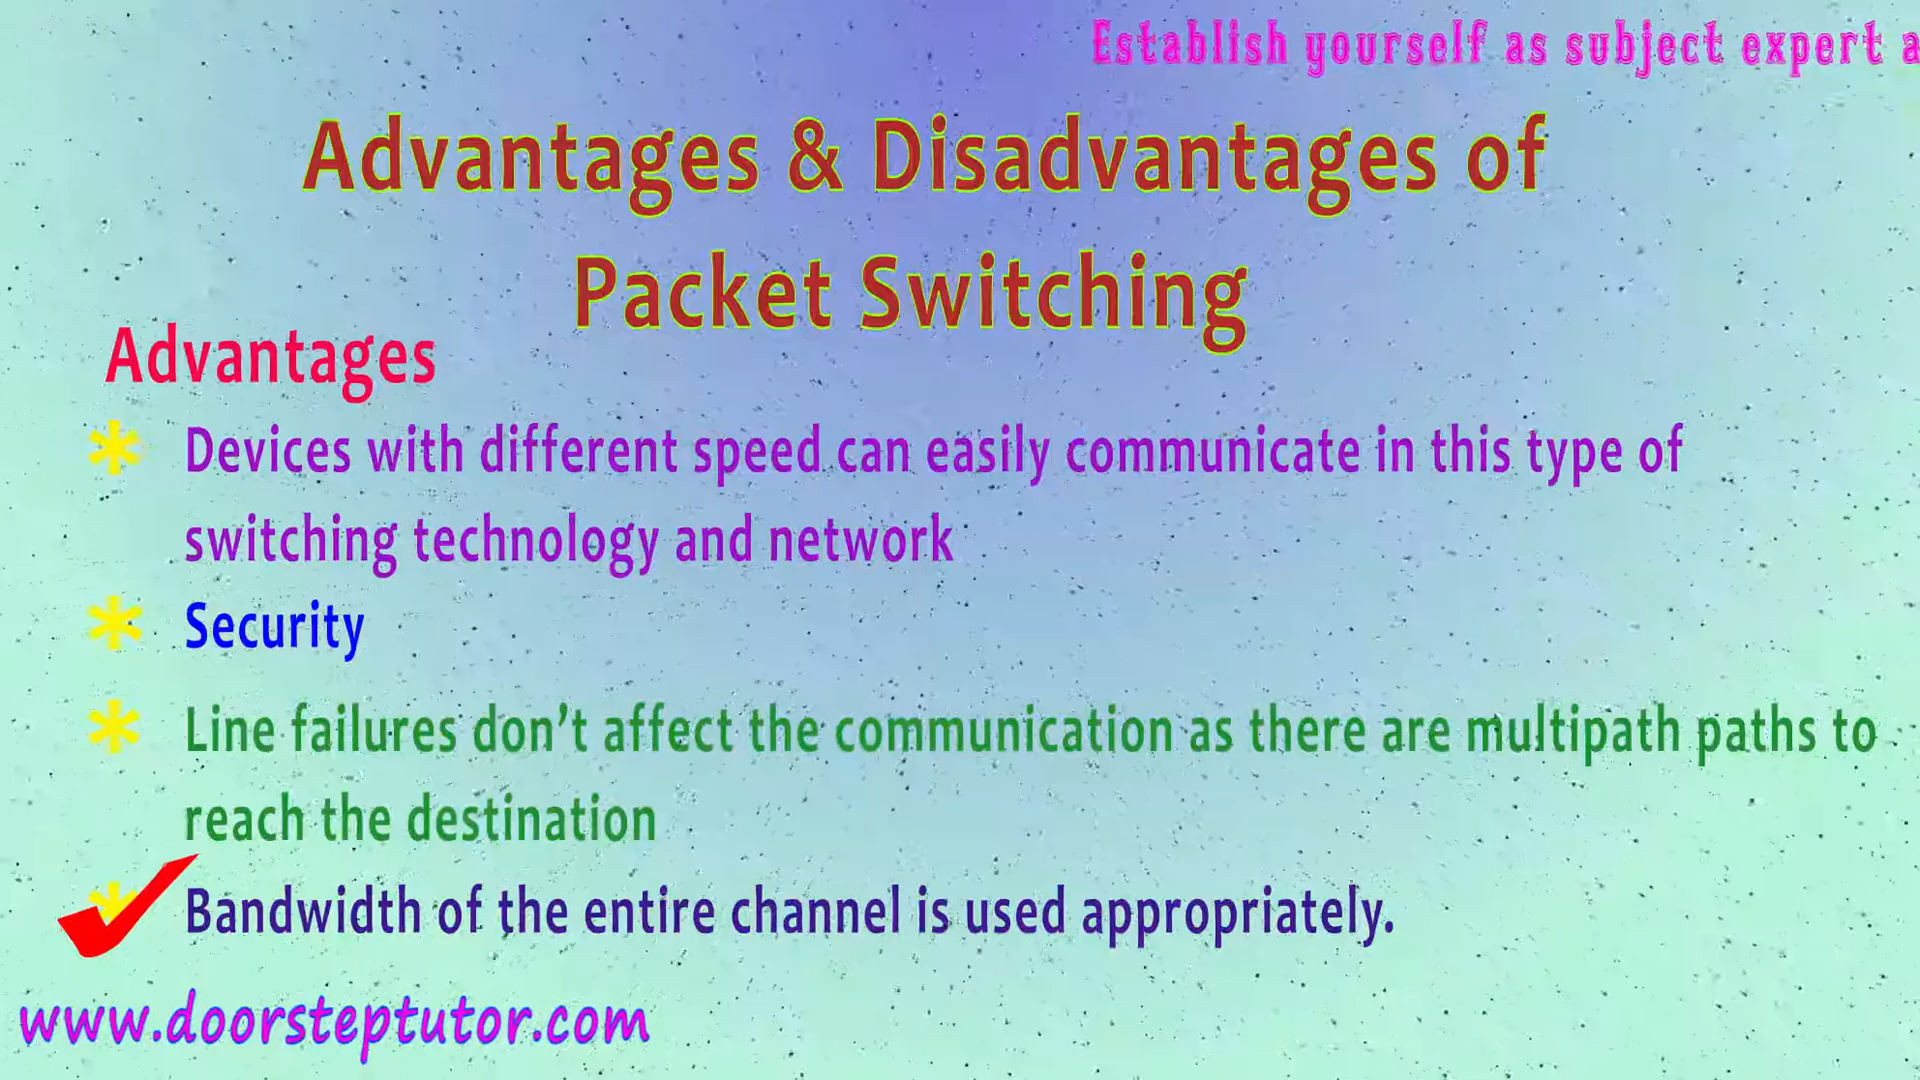 Establish yourself as subject expert a
Advantages & Disadvantages of
Packet Switching
Advantages
* Devices with different speed can easily communicate in this type of
switching technology and network
* Security
* Line failures don’t affect the communication as there are multipath paths to
reach the destination
* Bandwidth of the entire channel is used appropriately.
www.doorsteptutor.com